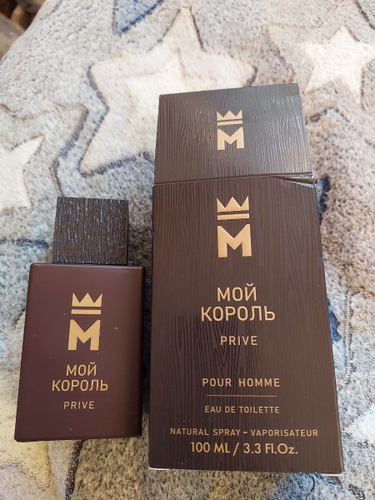 M
M
МОЙ
КОРОЛЬ
PRIVE
POUR HOMME
EAU DE TOILETTE
NATURAL SPRAY – VAPORISATEUR
100 ML / 3.3 Fl.Oz.
M
МОЙ
КОРОЛЬ
PRIVE